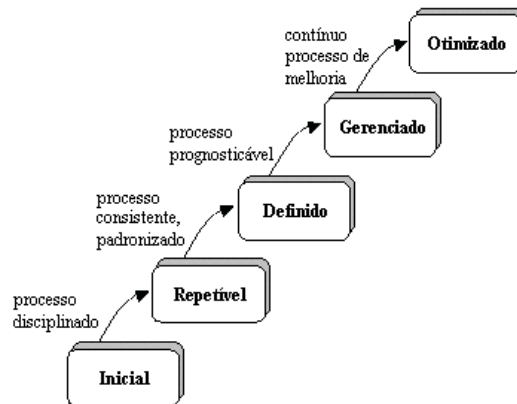 contínuo
processo de
melhoria
Otimizado
processo
prognosticável
Gerenciado
processo
consistente,
padronizado
Definido
processo
disciplinado
Repetível
Inicial